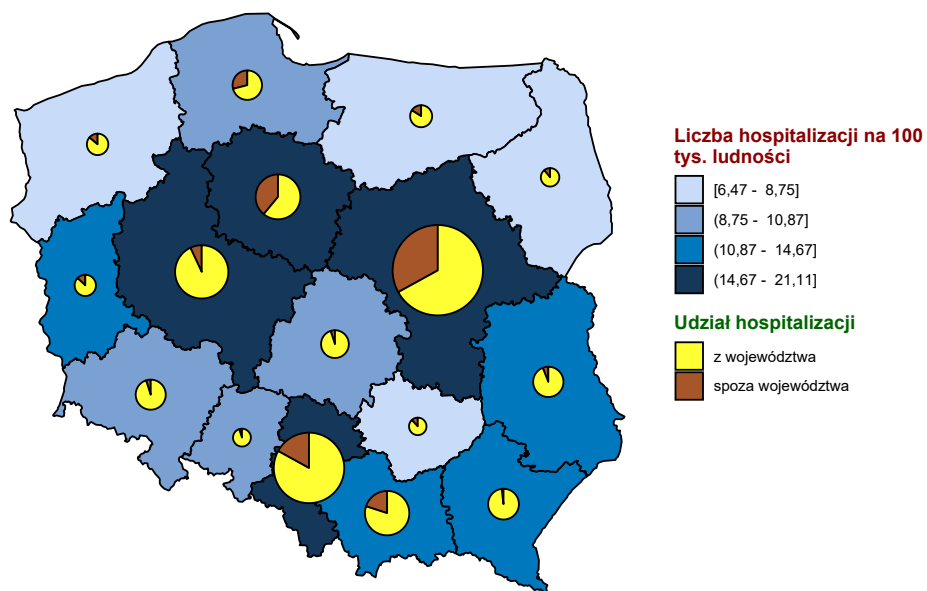 Liczba hospitalizacji na 100
tys. ludności
[6,47 - 8,75]
(8,75 - 10,87]
(10,87 - 14,67]
(14,67 - 21,11]
Udział hospitalizacji
z województwa
spoza województwa